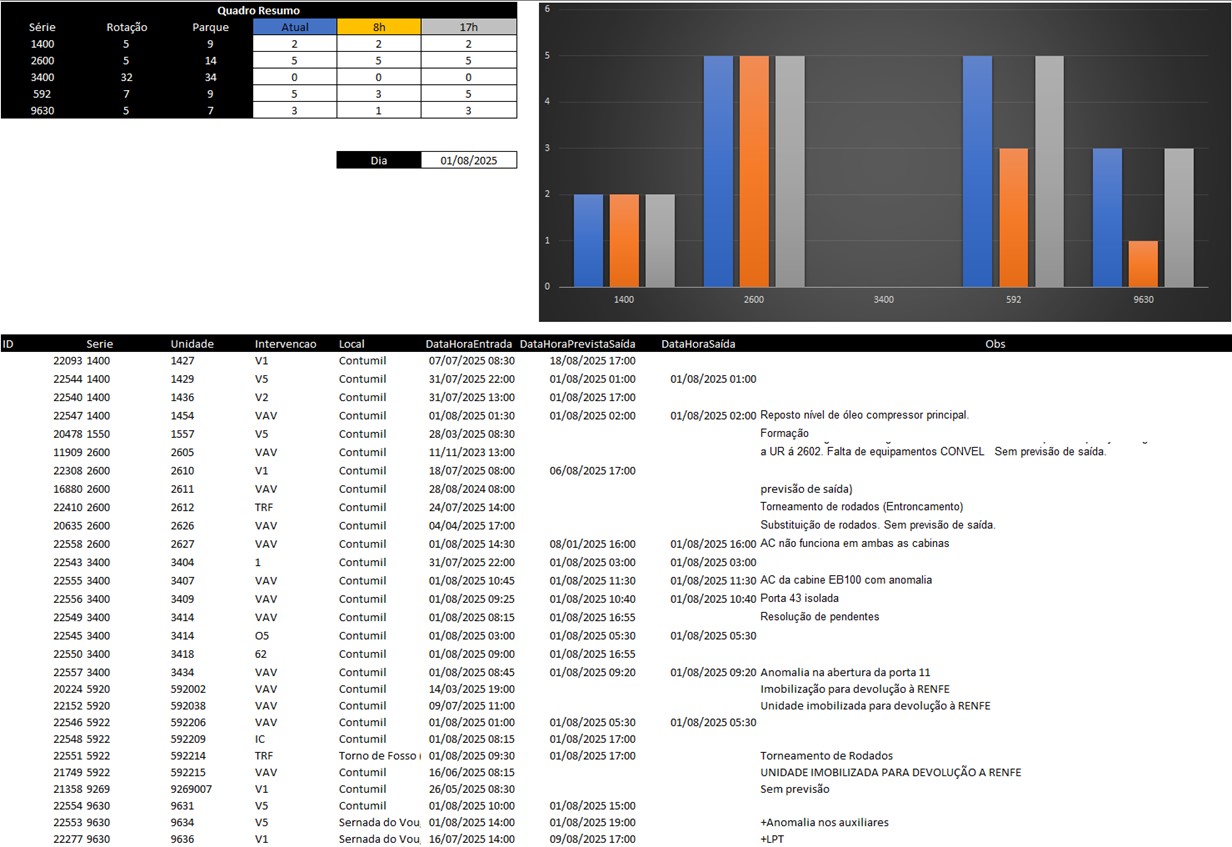 Quadro Resumo
Série Rotação Parque Atual 8h 17h
1400 5 9 2 2 2
2600 5 14 5 5 5
3400 32 34 0 0 0
592 7 9 5 3 5
9630 5 7 3 1 3
Dia 01/08/2025
6
5
4
3
2
1
0
1400 2600 3400 592 9630
ID Serie Unidade Intervencao Local DataHoraEntrada DataHoraPrevistaSaída DataHoraSaída Obs
22093 1400 1427 V1 Contumil 07/07/2025 08:30 18/08/2025 17:00
22544 1400 1429 V5 Contumil 31/07/2025 22:00 01/08/2025 01:00 01/08/2025 01:00
22540 1400 1436 V2 Contumil 31/07/2025 13:00 01/08/2025 17:00
22547 1400 1454 VAV Contumil 01/08/2025 01:30 01/08/2025 02:00 01/08/2025 02:00 Reposto nível de óleo compressor principal.
20478 1550 1557 V5 Contumil 28/03/2025 08:30 Formação
11909 2600 2605 VAV Contumil 11/11/2023 13:00 a UR á 2602. Falta de equipamentos CONVEL Sem previsão de saída.
22308 2600 2610 V1 Contumil 18/07/2025 08:00 06/08/2025 17:00
16880 2600 2611 VAV Contumil 28/08/2024 08:00 previsão de saída)
22410 2600 2612 TRF Contumil 24/07/2025 14:00 Torneamento de rodados (Entroncamento)
20635 2600 2626 VAV Contumil 04/04/2025 17:00 Substituição de rodados. Sem previsão de saída.
22558 2600 2627 VAV Contumil 01/08/2025 14:30 08/01/2025 16:00 01/08/2025 16:00 AC não funciona em ambas as cabinas
22543 3400 3404 1 Contumil 31/07/2025 22:00 01/08/2025 03:00 01/08/2025 03:00
22555 3400 3407 VAV Contumil 01/08/2025 10:45 01/08/2025 11:30 01/08/2025 11:30 AC da cabine EB100 com anomalia
22556 3400 3409 VAV Contumil 01/08/2025 09:25 01/08/2025 10:40 01/08/2025 10:40 Porta 43 isolada
22549 3400 3414 VAV Contumil 01/08/2025 08:15 01/08/2025 16:55 Resolução de pendentes
22545 3400 3414 O5 Contumil 01/08/2025 03:00 01/08/2025 05:30 01/08/2025 05:30
22550 3400 3418 62 Contumil 01/08/2025 09:00 01/08/2025 16:55
22557 3400 3434 VAV Contumil 01/08/2025 08:45 01/08/2025 09:20 01/08/2025 09:20 Anomalia na abertura da porta 11
20224 5920 592002 VAV Contumil 14/03/2025 19:00 Imobilização para devolução à RENFE
22152 5920 592038 VAV Contumil 09/07/2025 11:00 Unidade imobilizada para devolução à RENFE
22546 5922 592206 VAV Contumil 01/08/2025 01:00 01/08/2025 05:30 01/08/2025 05:30
22548 5922 592209 IC Contumil 01/08/2025 08:15 01/08/2025 17:00
22551 5922 592214 TRF Torno de Fosso ( 01/08/2025 09:30 01/08/2025 17:00 Torneamento de Rodados
21749 5922 592215 VAV Contumil 16/06/2025 08:15 UNIDADE IMOBILIZADA PARA DEVOLUÇÃO A RENFE
21358 9269 9269007 V1 Contumil 26/05/2025 08:30 Sem previsão
22554 9630 9631 V5 Contumil 01/08/2025 10:00 01/08/2025 15:00
22553 9630 9634 V5 Sernada do Vou 01/08/2025 14:00 01/08/2025 19:00 +Anomalia nos auxiliares
22277 9630 9636 V1 Sernada do Vou 16/07/2025 14:00 09/08/2025 17:00 +LPT